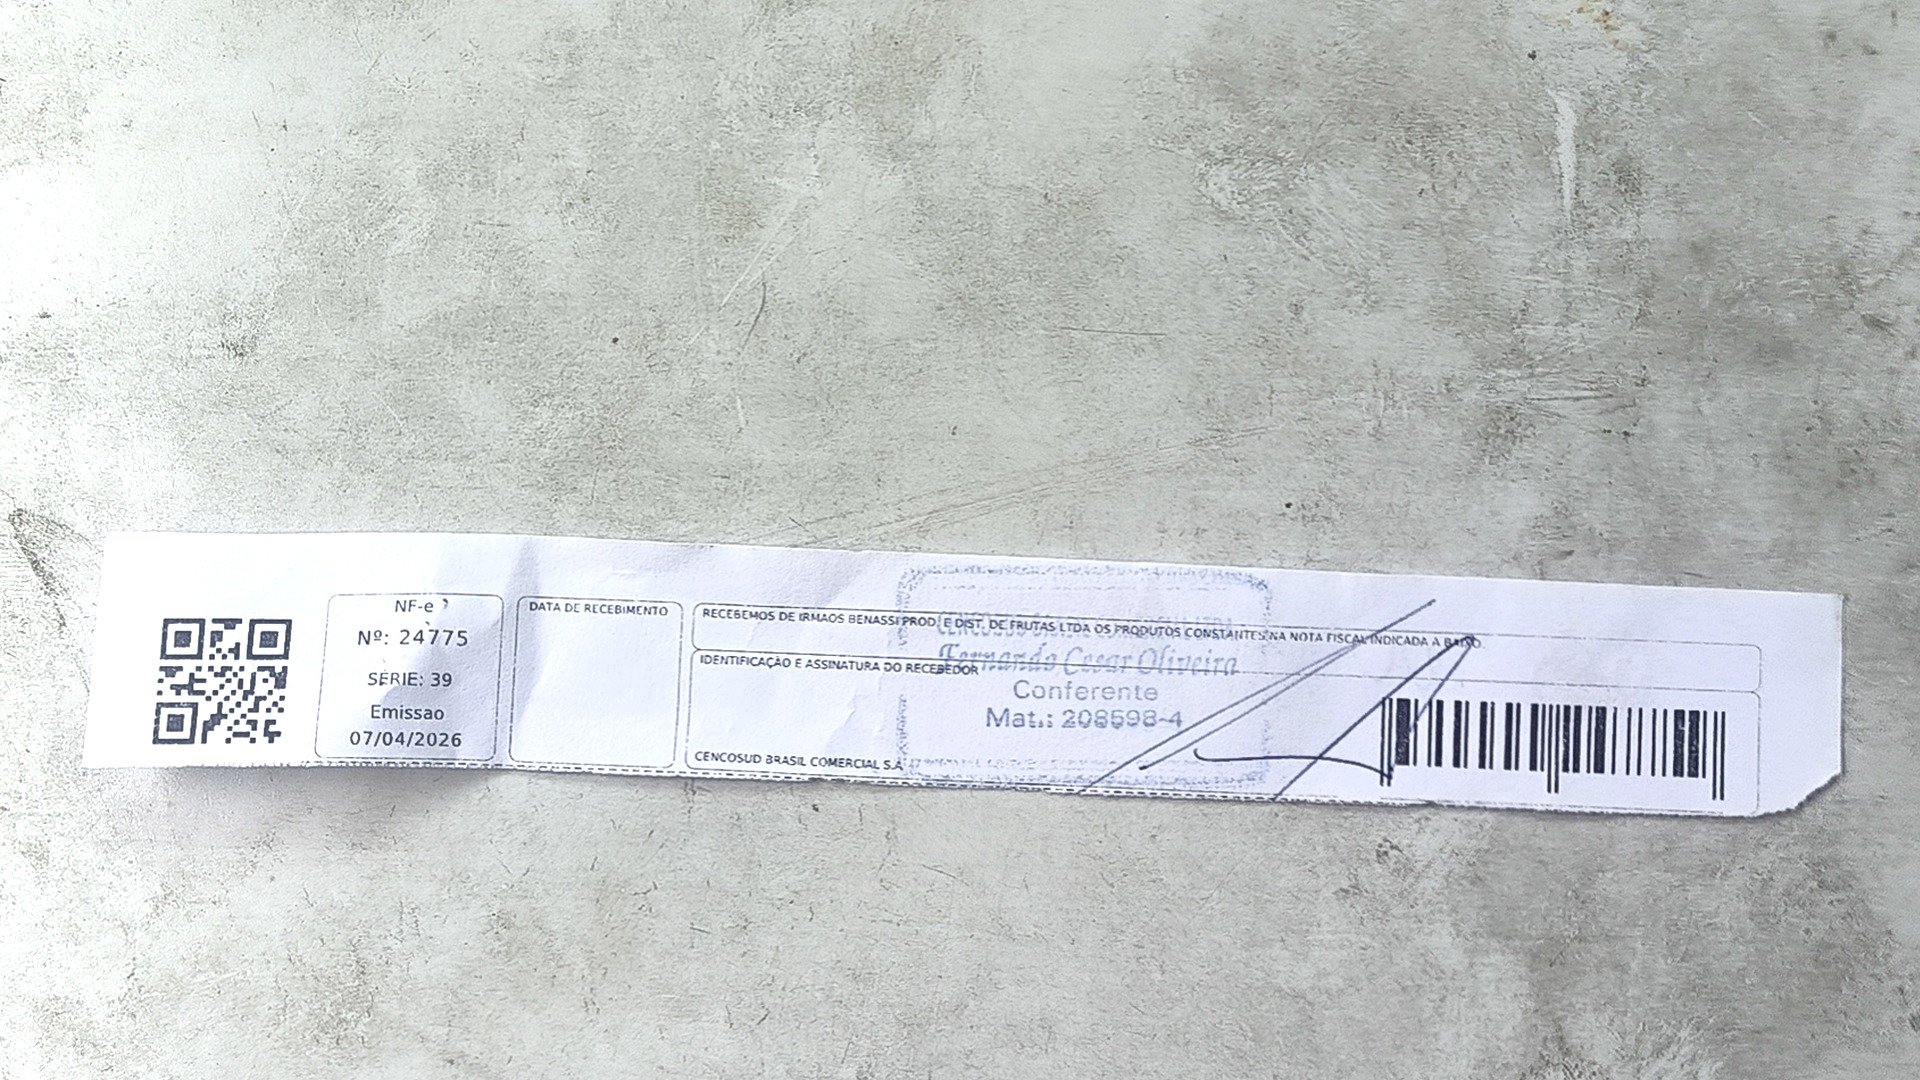 NF-e
Nº: 24775
SÉRIE: 39
Emissao
07/04/2026
DATA DE RECEBIMENTO
RECEBEMOS DE IRMAOS BENASSI PROD. E DIST. DE FRUTAS LTDA OS PRODUTOS CONSTANTES NA NOTA FISCAL INDICADA A BAIXO.
IDENTIFICAÇÃO E ASSINATURA DO RECEBEDOR
CENCOSUD BRASIL COMERCIAL S.A
CENCOSUD
Fernando Cesar Oliveira
Conferente
Mat.: 208598-4